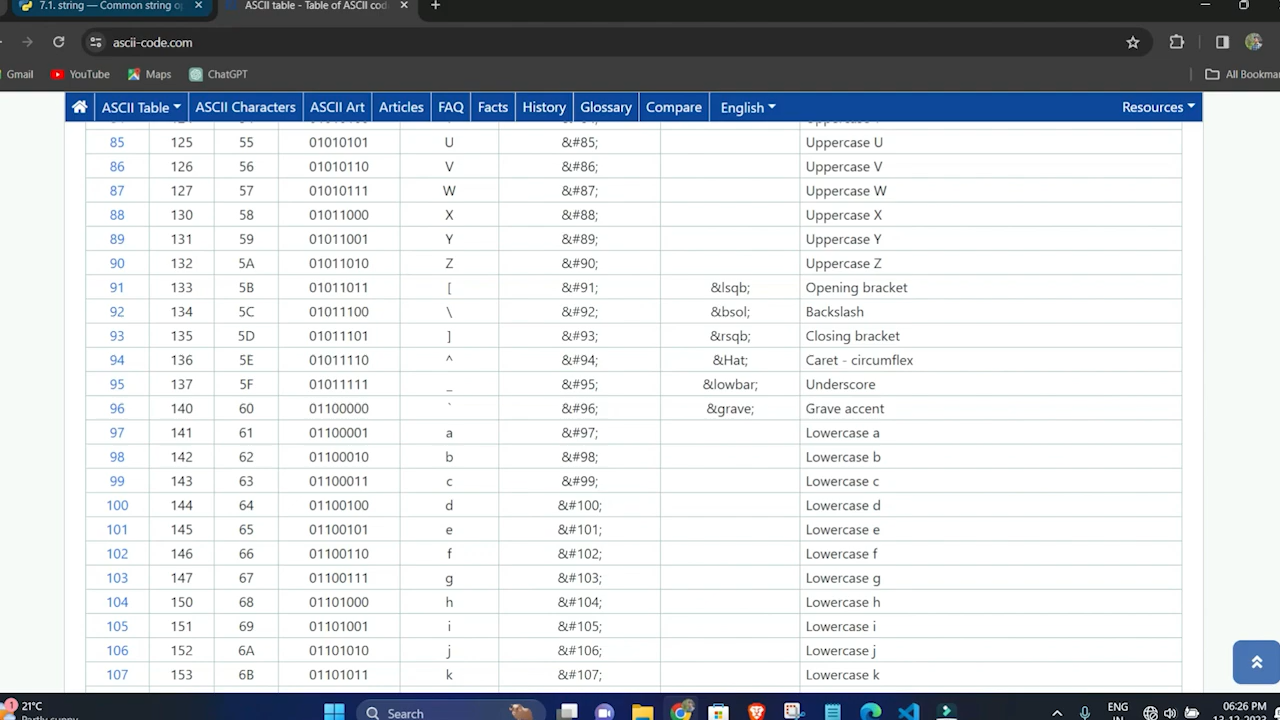 7.1. string — Common string o
ASCII table - Table of ASCII cod
ascii-code.com
Gmail YouTube Maps ChatGPT All Bookma
ASCII Table ASCII Characters ASCII Art Articles FAQ Facts History Glossary Compare English Resources
85 125 55 01010101 U &#85; Uppercase U
86 126 56 01010110 V &#86; Uppercase V
87 127 57 01010111 W &#87; Uppercase W
88 130 58 01011000 X &#88; Uppercase X
89 131 59 01011001 Y &#89; Uppercase Y
90 132 5A 01011010 Z &#90; Uppercase Z
91 133 5B 01011011 [ &#91; &lsqb; Opening bracket
92 134 5C 01011100 \ &#92; &bsol; Backslash
93 135 5D 01011101 ] &#93; &rsqb; Closing bracket
94 136 5E 01011110 ^ &#94; &Hat; Caret - circumflex
95 137 5F 01011111 _ &#95; &lowbar; Underscore
96 140 60 01100000 ` &#96; &grave; Grave accent
97 141 61 01100001 a &#97; Lowercase a
98 142 62 01100010 b &#98; Lowercase b
99 143 63 01100011 c &#99; Lowercase c
100 144 64 01100100 d &#100; Lowercase d
101 145 65 01100101 e &#101; Lowercase e
102 146 66 01100110 f &#102; Lowercase f
103 147 67 01100111 g &#103; Lowercase g
104 150 68 01101000 h &#104; Lowercase h
105 151 69 01101001 i &#105; Lowercase i
106 152 6A 01101010 j &#106; Lowercase j
107 153 6B 01101011 k &#107; Lowercase k
1 21°C Search ENG 06:26 PM